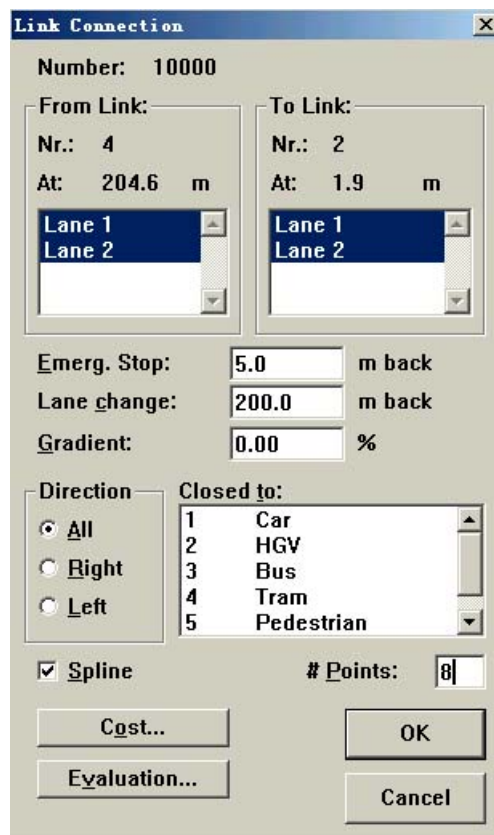 Link Connection
Number: 10000
From Link:
Nr.: 4
At: 204.6 m
Lane 1
Lane 2
To Link:
Nr.: 2
At: 1.9 m
Lane 1
Lane 2
Emerg. Stop: 5.0 m back
Lane change: 200.0 m back
Gradient: 0.00 %
Direction
All
Right
Left
Closed to:
1 Car
2 HGV
3 Bus
4 Tram
5 Pedestrian
Spline
# Points: 8
Cost...
Evaluation...
OK
Cancel